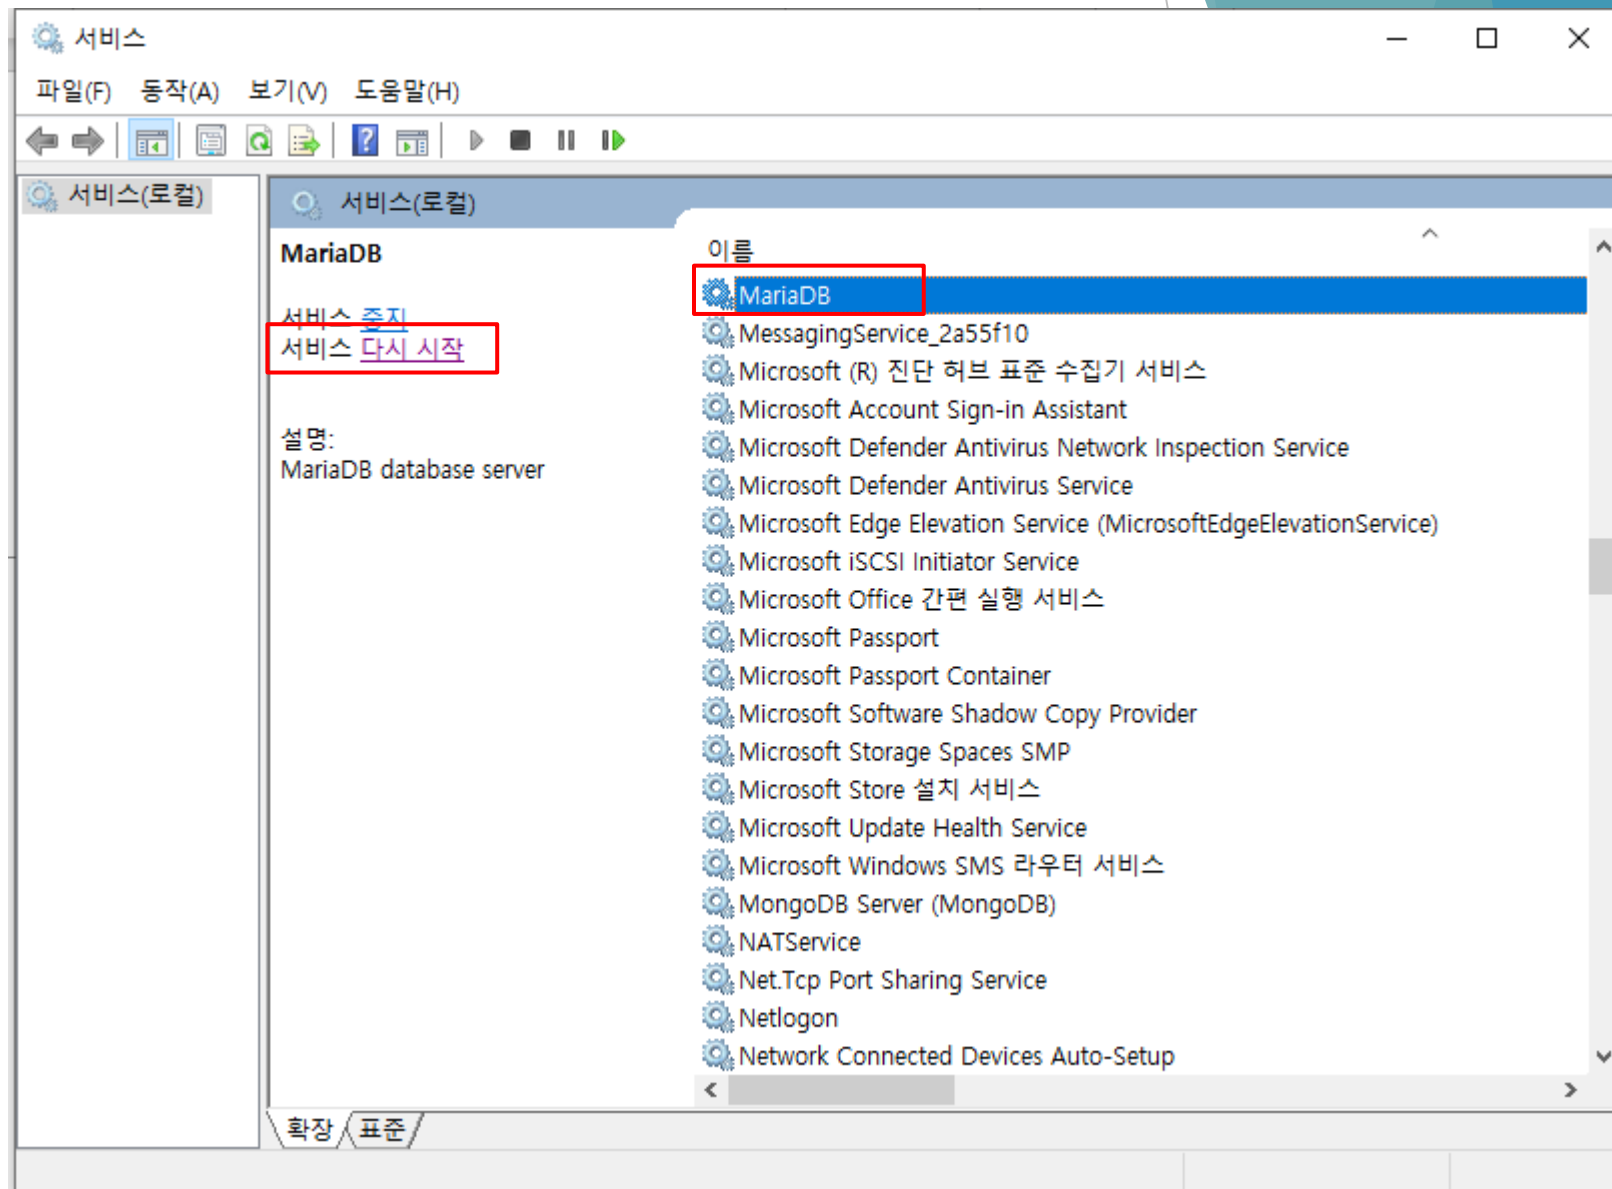 서비스
파일(F) 동작(A) 보기(V) 도움말(H)
서비스(로컬)
서비스(로컬)
MariaDB
서비스 중지
서비스 다시 시작
설명:
MariaDB database server
이름
MariaDB
MessagingService_2a55f10
Microsoft (R) 진단 허브 표준 수집기 서비스
Microsoft Account Sign-in Assistant
Microsoft Defender Antivirus Network Inspection Service
Microsoft Defender Antivirus Service
Microsoft Edge Elevation Service (MicrosoftEdgeElevationService)
Microsoft iSCSI Initiator Service
Microsoft Office 간편 실행 서비스
Microsoft Passport
Microsoft Passport Container
Microsoft Software Shadow Copy Provider
Microsoft Storage Spaces SMP
Microsoft Store 설치 서비스
Microsoft Update Health Service
Microsoft Windows SMS 라우터 서비스
MongoDB Server (MongoDB)
NATService
Net.Tcp Port Sharing Service
Netlogon
Network Connected Devices Auto-Setup
확장 표준